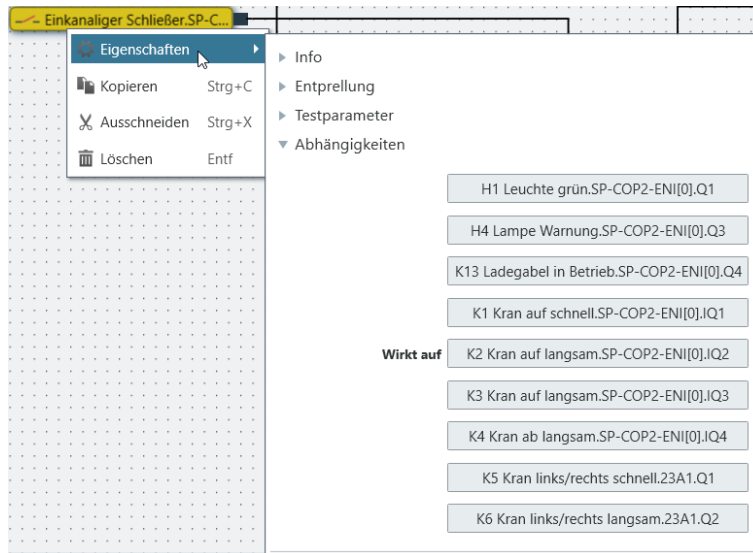 Einkanaliger Schließer.SP-C...
Eigenschaften
Kopieren Strg+C
Ausschneiden Strg+X
Löschen Entf
Info
Entprellung
Testparameter
Abhängigkeiten
H1 Leuchte grün.SP-COP2-ENI[0].Q1
H4 Lampe Warnung.SP-COP2-ENI[0].Q3
K13 Ladegabel in Betrieb.SP-COP2-ENI[0].Q4
K1 Kran auf schnell.SP-COP2-ENI[0].IQ1
Wirkt auf K2 Kran auf langsam.SP-COP2-ENI[0].IQ2
K3 Kran auf langsam.SP-COP2-ENI[0].IQ3
K4 Kran ab langsam.SP-COP2-ENI[0].IQ4
K5 Kran links/rechts schnell.23A1.Q1
K6 Kran links/rechts langsam.23A1.Q2